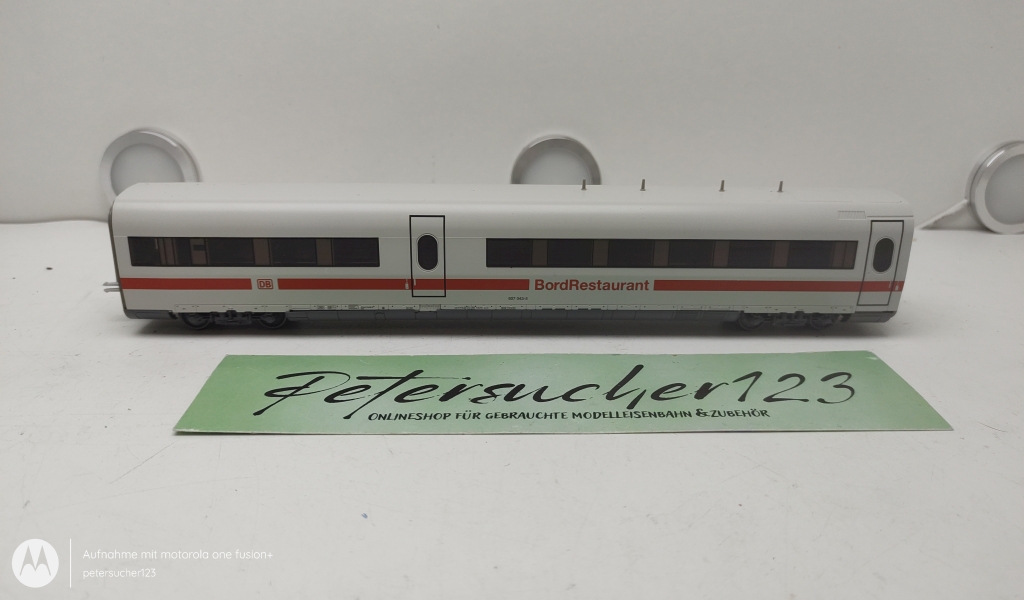 DB
BordRestaurant
Petersucher123
ONLINESHOP FÜR GEBRAUCHTE MODELLEISENBAHN & ZUBEHÖR
Aufnahme mit motorola one fusion+
petersucher123